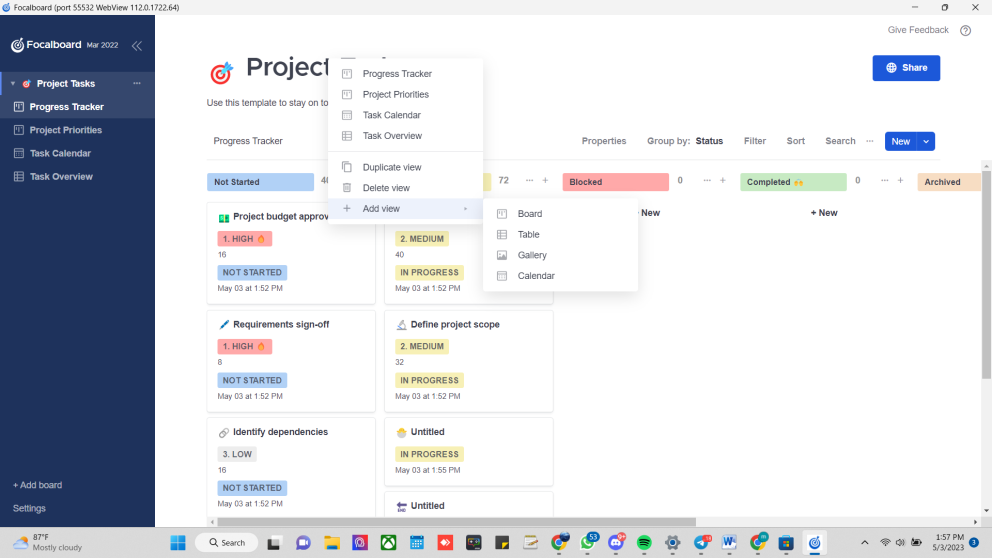 Focalboard (port 55532 WebView 112.0.1722.64)
Focalboard Mar 2022
Give Feedback
Project
Share
Use this template to stay on to
Project Tasks
Progress Tracker
Project Priorities
Task Calendar
Task Overview
+ Add board
Settings
Progress Tracker
Project Priorities
Task Calendar
Task Overview
Duplicate view
Delete view
Add view
Board
Table
Gallery
Calendar
Progress Tracker
Properties Group by: Status Filter Sort Search New
Not Started 40
72
Blocked 0
Completed 🙌 0
Archived
Project budget approv
1. HIGH 🔥
16
NOT STARTED
May 03 at 1:52 PM
Requirements sign-off
1. HIGH 🔥
8
NOT STARTED
May 03 at 1:52 PM
Identify dependencies
3. LOW
16
NOT STARTED
May 03 at 1:52 PM
2. MEDIUM
40
IN PROGRESS
May 03 at 1:52 PM
Define project scope
2. MEDIUM
32
IN PROGRESS
May 03 at 1:52 PM
Untitled
IN PROGRESS
May 03 at 1:55 PM
Untitled
New
+ New
87°F
Mostly cloudy
Search
53
9+
1:57 PM
5/3/2023
3